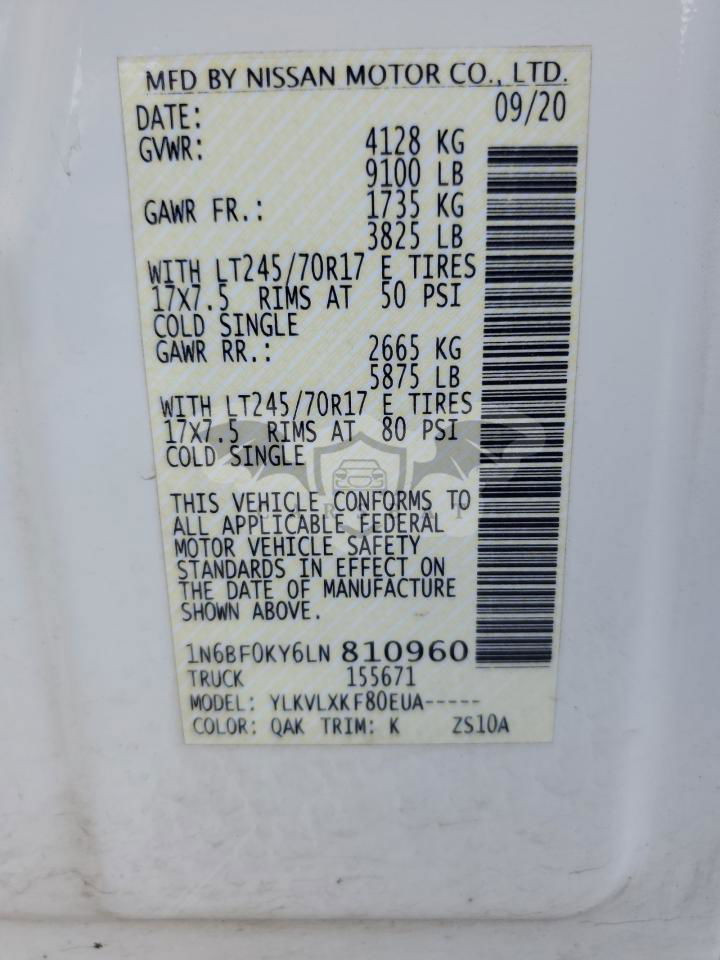 MFD BY NISSAN MOTOR CO., LTD.
DATE: 09/20
GVWR: 4128 KG
9100 LB
GAWR FR.: 1735 KG
3825 LB
WITH LT245/70R17 E TIRES
17X7.5 RIMS AT 50 PSI
COLD SINGLE
GAWR RR.: 2665 KG
5875 LB
WITH LT245/70R17 E TIRES
17X7.5 RIMS AT 80 PSI
COLD SINGLE
THIS VEHICLE CONFORMS TO
ALL APPLICABLE FEDERAL
MOTOR VEHICLE SAFETY
STANDARDS IN EFFECT ON
THE DATE OF MANUFACTURE
SHOWN ABOVE.
1N6BF0KY6LN 810960
TRUCK 155671
MODEL: YLKVLXKF80EUA-----
COLOR: QAK TRIM: K ZS10A